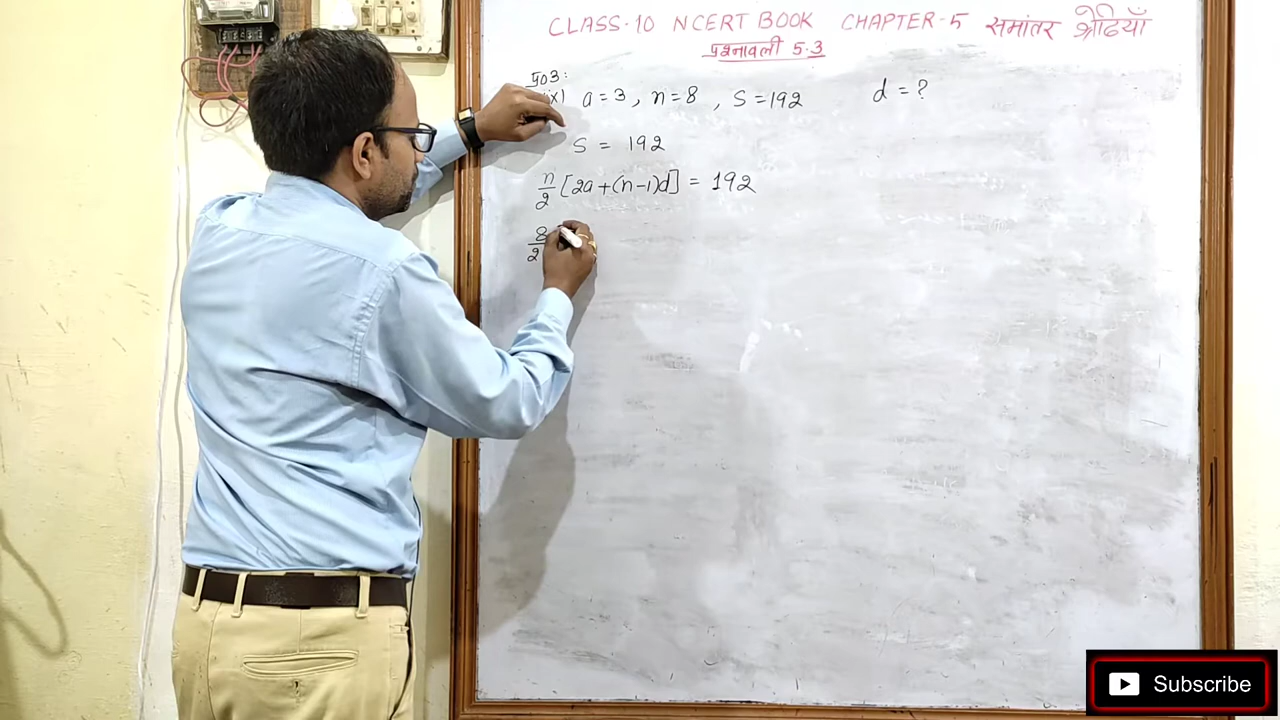 CLASS-10 NCERT BOOK CHAPTER-5 समांतर श्रेढियाँ
प्रश्नावली 5.3
प्र03:
(ix) a = 3, n = 8, S = 192 d = ?
S = 192
n/2 [2a + (n-1)d] = 192
8/2
Subscribe